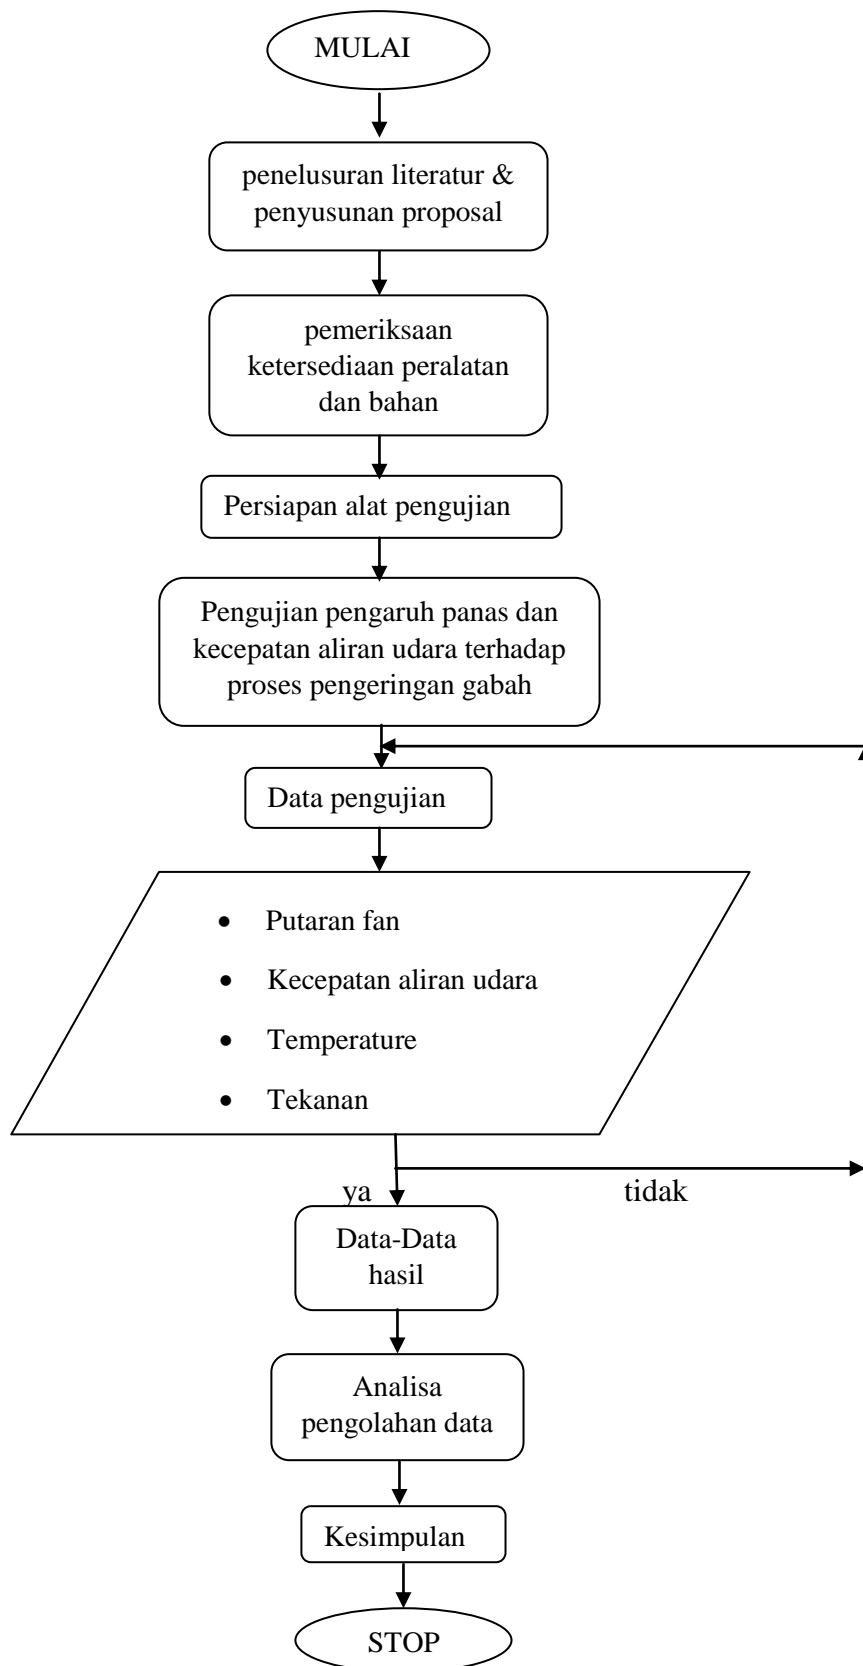 MULAI
penelusuran literatur &
penyusunan proposal
pemeriksaan
ketersediaan peralatan
dan bahan
Persiapan alat pengujian
Pengujian pengaruh panas dan
kecepatan aliran udara terhadap
proses pengeringan gabah
Data pengujian
• Putaran fan
• Kecepatan aliran udara
• Temperature
• Tekanan
ya
tidak
Data-Data
hasil
Analisa
pengolahan data
Kesimpulan
STOP